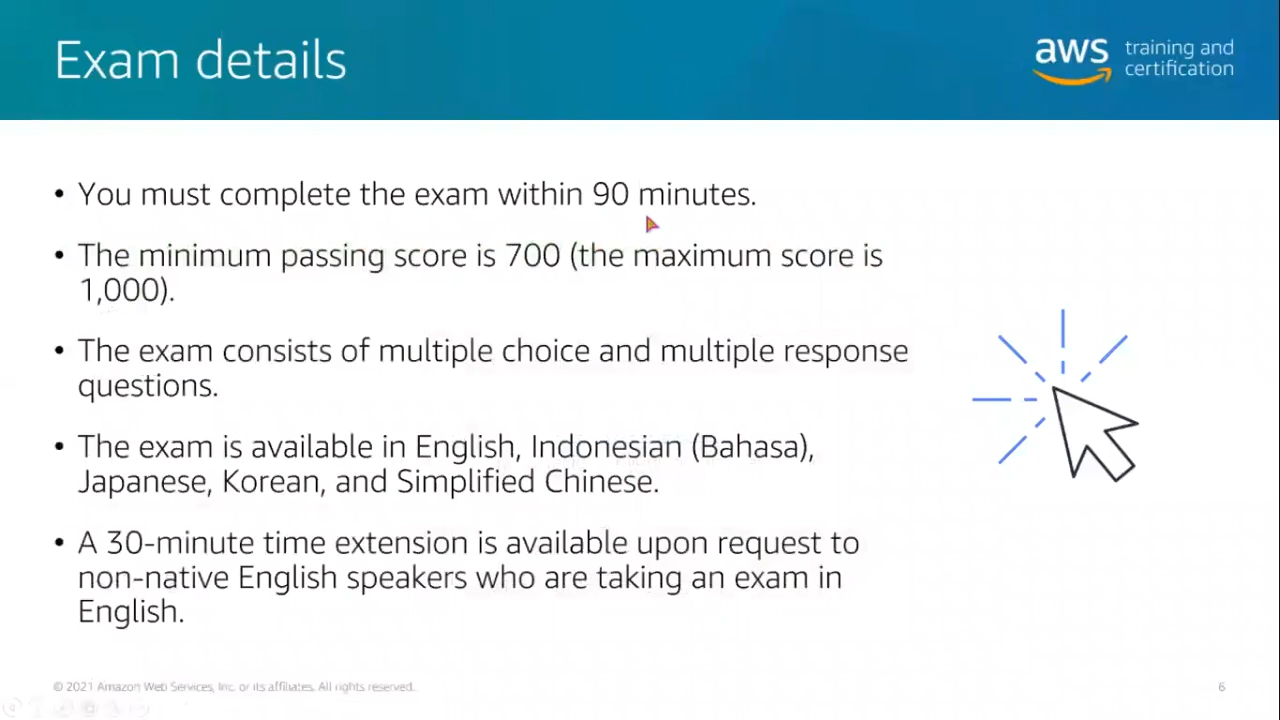 Exam details
aws training and
certification
• You must complete the exam within 90 minutes.
• The minimum passing score is 700 (the maximum score is
1,000).
• The exam consists of multiple choice and multiple response
questions.
• The exam is available in English, Indonesian (Bahasa),
Japanese, Korean, and Simplified Chinese.
• A 30-minute time extension is available upon request to
non-native English speakers who are taking an exam in
English.
© 2021 Amazon Web Services, Inc. or its affiliates. All rights reserved.
6